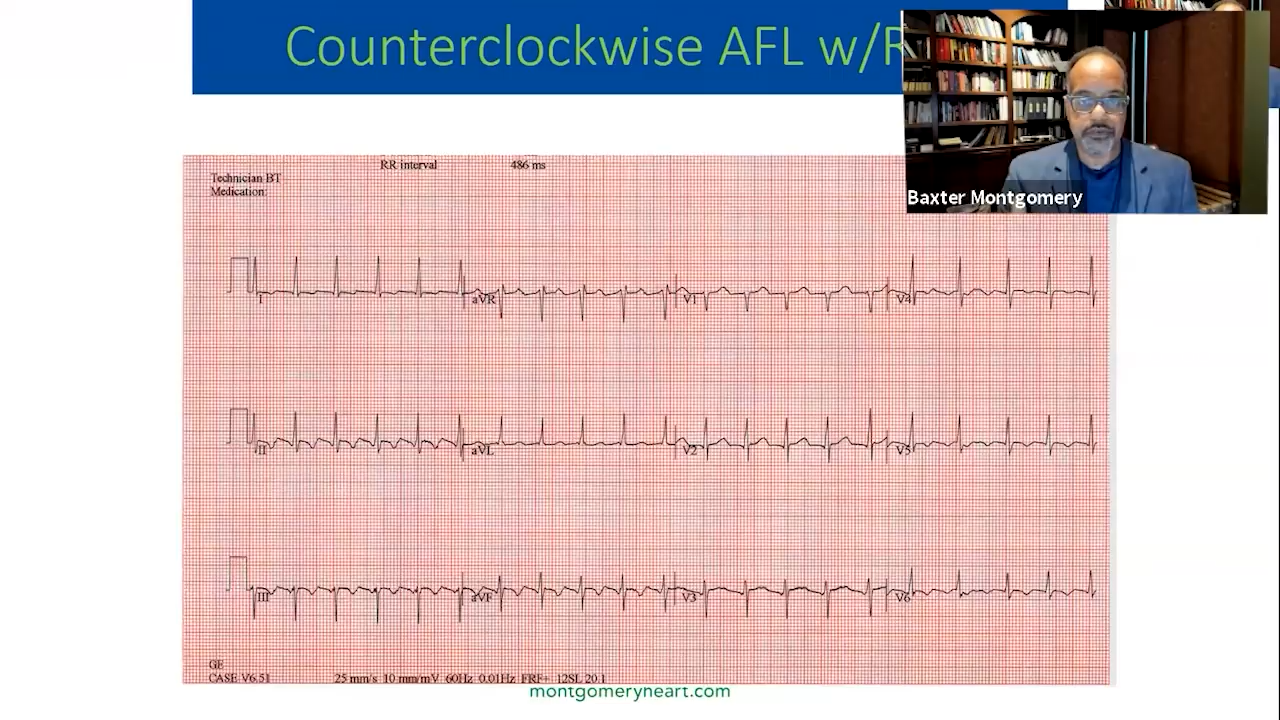 Counterclockwise AFL w/R
Baxter Montgomery
RR interval 486 ms
Technician BT
Medication:
I aVR V1 V4
II aVL V2 V5
III aVF V3 V6
GE
CASE V6.51 25 mm/s 10 mm/mV 60Hz 0.01Hz FRF+ 12SL 20.1
montgomeryheart.com